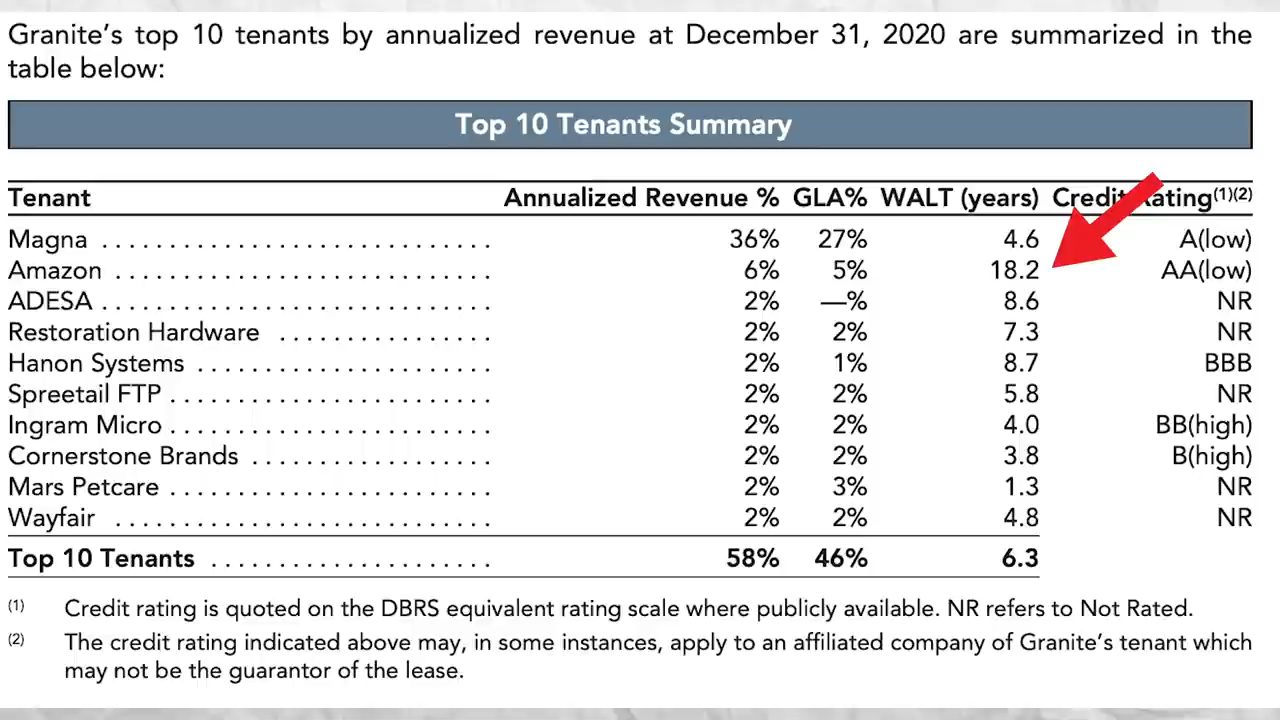 Granite’s top 10 tenants by annualized revenue at December 31, 2020 are summarized in the
table below:
Top 10 Tenants Summary
Tenant Annualized Revenue % GLA% WALT (years) Credit Rating(1)(2)
Magna . . . . . . . . . . . . . . . . . . . . . . . . . . . . . . 36% 27% 4.6 A(low)
Amazon . . . . . . . . . . . . . . . . . . . . . . . . . . . . . 6% 5% 18.2 AA(low)
ADESA . . . . . . . . . . . . . . . . . . . . . . . . . . . . . . 2% —% 8.6 NR
Restoration Hardware . . . . . . . . . . . . . . . . 2% 2% 7.3 NR
Hanon Systems . . . . . . . . . . . . . . . . . . . . . . 2% 1% 8.7 BBB
Spreetail FTP . . . . . . . . . . . . . . . . . . . . . . . . 2% 2% 5.8 NR
Ingram Micro . . . . . . . . . . . . . . . . . . . . . . . . 2% 2% 4.0 BB(high)
Cornerstone Brands . . . . . . . . . . . . . . . . . . 2% 2% 3.8 B(high)
Mars Petcare . . . . . . . . . . . . . . . . . . . . . . . . 2% 3% 1.3 NR
Wayfair . . . . . . . . . . . . . . . . . . . . . . . . . . . . . 2% 2% 4.8 NR
Top 10 Tenants . . . . . . . . . . . . . . . . . . . . . 58% 46% 6.3
(1) Credit rating is quoted on the DBRS equivalent rating scale where publicly available. NR refers to Not Rated.
(2) The credit rating indicated above may, in some instances, apply to an affiliated company of Granite’s tenant which
may not be the guarantor of the lease.